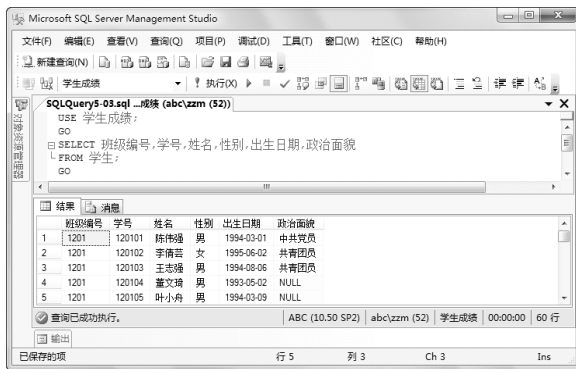 Microsoft SQL Server Management Studio
文件(F) 编辑(E) 查看(V) 查询(Q) 项目(P) 调试(D) 工具(T) 窗口(W) 社区(C) 帮助(H)
新建查询(N)
学生成绩 执行(X)
SQLQuery5-03.sql ...成绩 (abc\zzm (52))
对象资源管理器
USE 学生成绩;
GO
SELECT 班级编号,学号,姓名,性别,出生日期,政治面貌
FROM 学生;
GO
结果 消息
班级编号 学号 姓名 性别 出生日期 政治面貌
1 1201 120101 陈伟强 男 1994-03-01 中共党员
2 1201 120102 李倩芸 女 1995-06-02 共青团员
3 1201 120103 王志强 男 1994-08-06 共青团员
4 1201 120104 董文琦 男 1993-05-02 NULL
5 1201 120105 叶小舟 男 1994-03-09 NULL
查询已成功执行。 ABC (10.50 SP2) abc\zzm (52) 学生成绩 00:00:00 60 行
输出
已保存的项 行 5 列 3 Ch 3 Ins